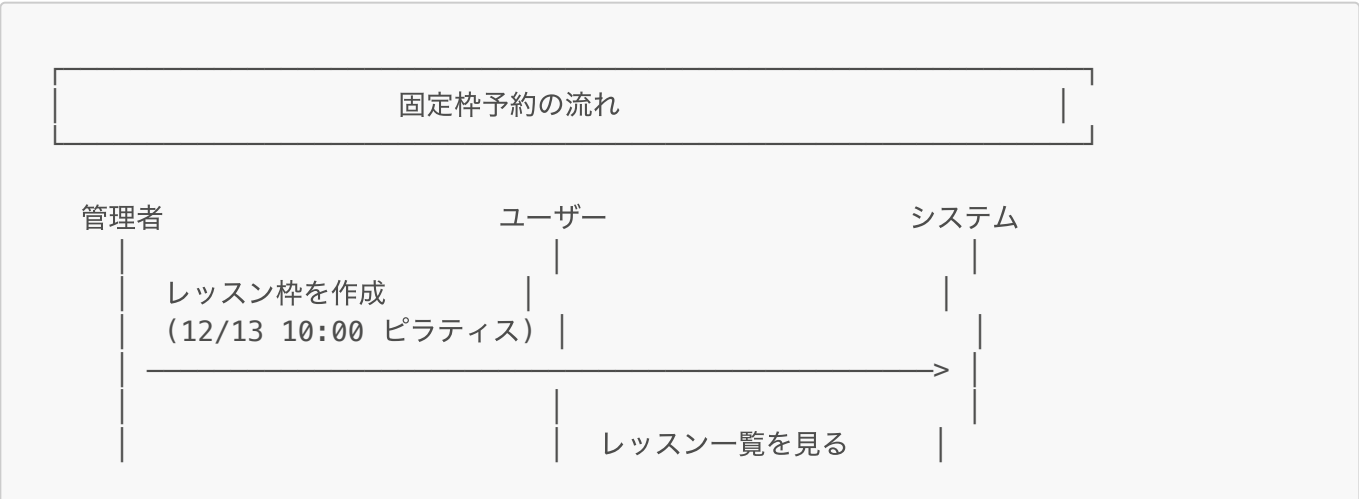 固定枠予約の流れ
管理者 ユーザー システム
レッスン枠を作成
(12/13 10:00 ピラティス)
レッスン一覧を見る